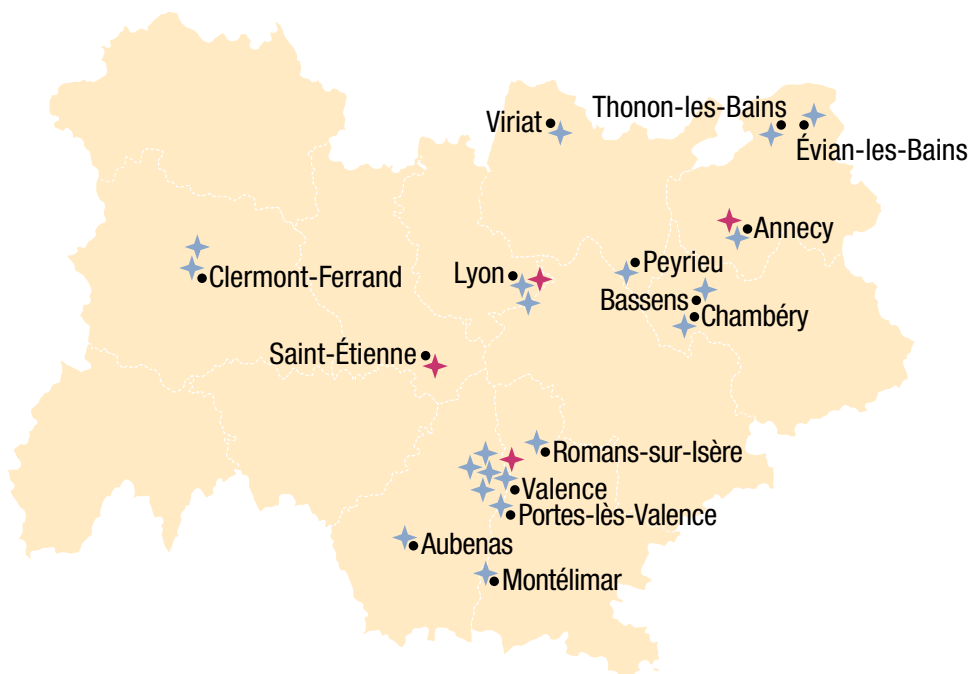 Thonon-les-Bains
Viriat
Évian-les-Bains
Annecy
Peyrieu
Lyon
Clermont-Ferrand
Bassens
Chambéry
Saint-Étienne
Romans-sur-Isère
Valence
Portes-lès-Valence
Aubenas
Montélimar